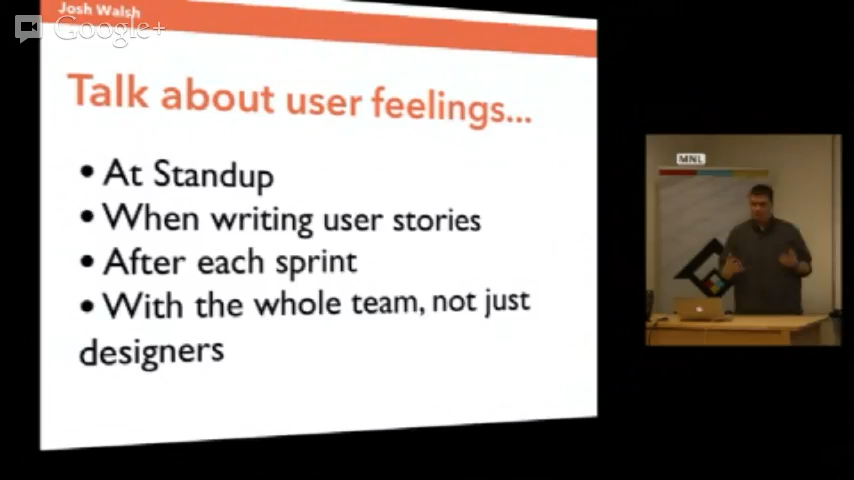 Josh Walsh
Google+
Talk about user feelings...
• At Standup
• When writing user stories
• After each sprint
• With the whole team, not just
designers
MNL